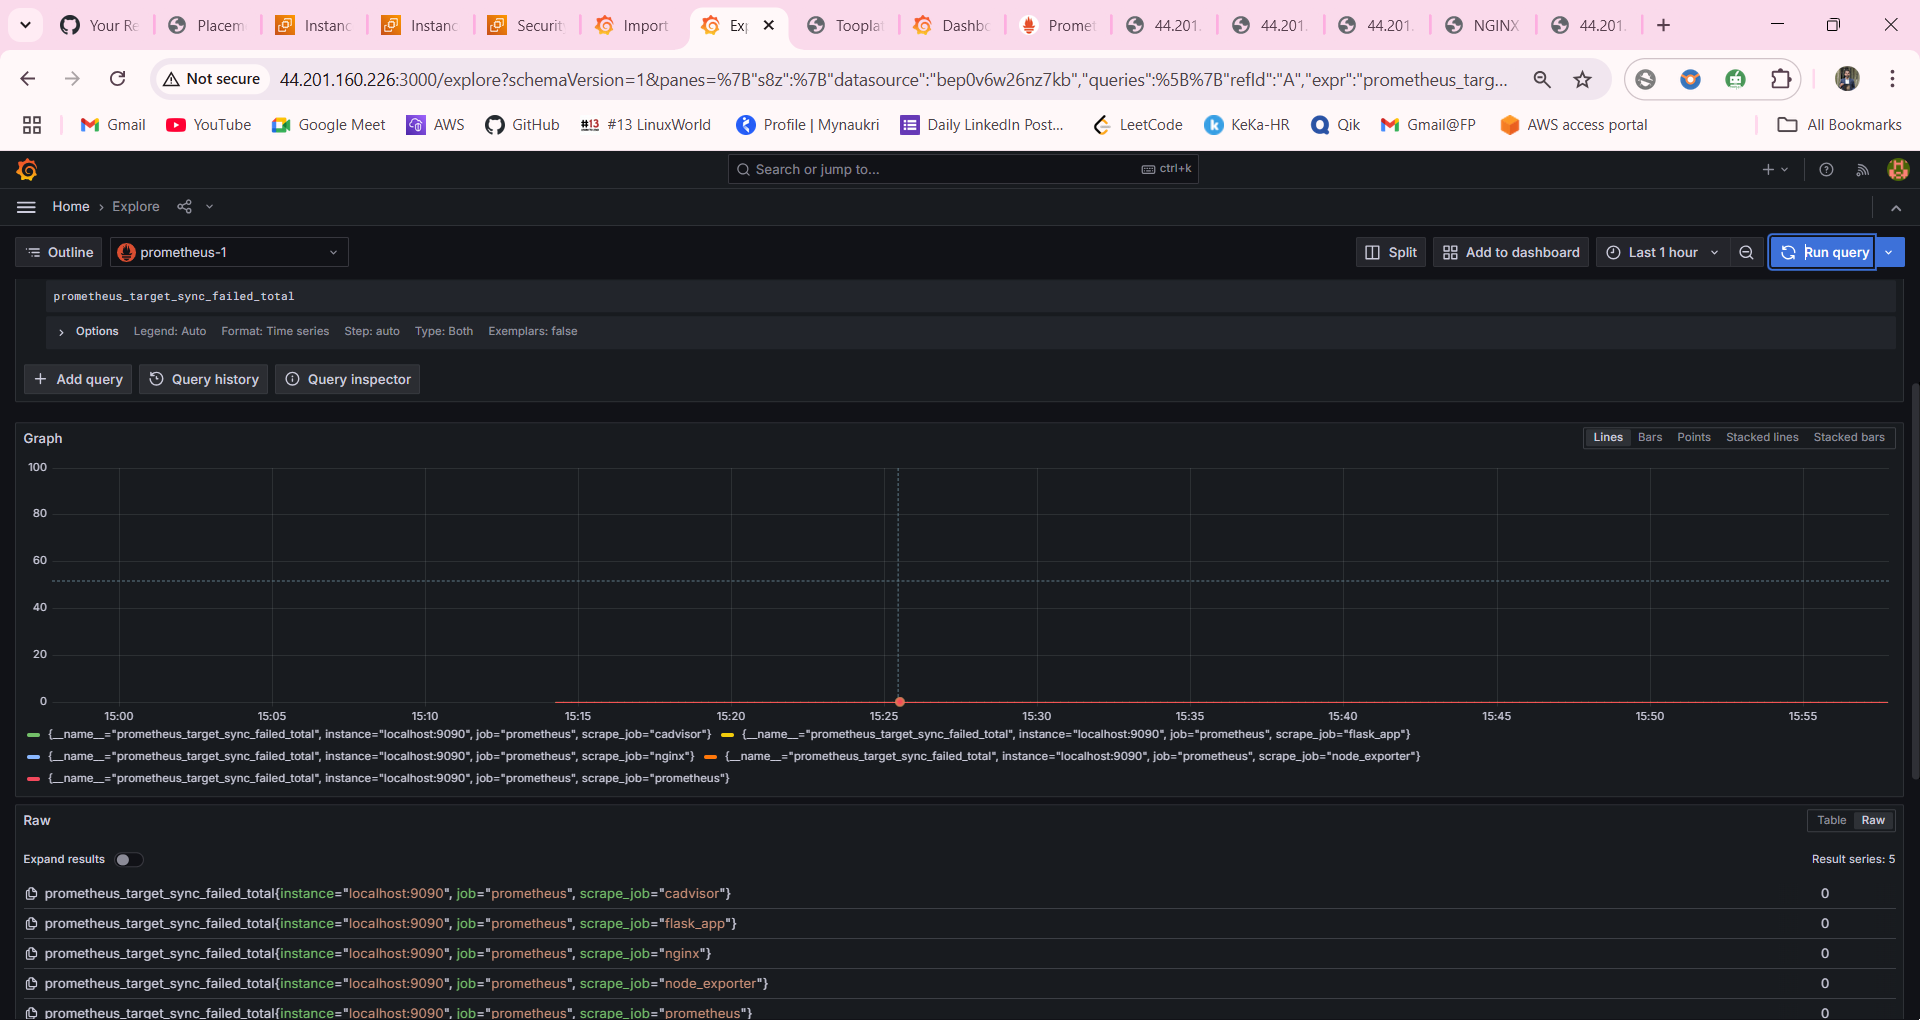 Your Re
Placem
Instanc
Instanc
Securit
Import
Ex
Tooplat
Dashbo
Promet
44.201.
44.201.
44.201.
NGINX
44.201.
Not secure
44.201.160.226:3000/explore?schemaVersion=1&panes=%7B"s8z":%7B"datasource":"bep0v6w26nz7kb","queries":%5B%7B"refId":"A","expr":"prometheus_targ...
Gmail
YouTube
Google Meet
AWS
GitHub
#13 #13 LinuxWorld
Profile | Mynaukri
Daily LinkedIn Post...
LeetCode
KeKa-HR
Qik
Gmail@FP
AWS access portal
All Bookmarks
Search or jump to...
ctrl+k
Home › Explore
Outline
prometheus-1
Split
Add to dashboard
Last 1 hour
Run query
prometheus_target_sync_failed_total
Options Legend: Auto Format: Time series Step: auto Type: Both Exemplars: false
+ Add query
Query history
Query inspector
Graph
Lines Bars Points Stacked lines Stacked bars
100
80
60
40
20
0
15:00 15:05 15:10 15:15 15:20 15:25 15:30 15:35 15:40 15:45 15:50 15:55
{__name__="prometheus_target_sync_failed_total", instance="localhost:9090", job="prometheus", scrape_job="cadvisor"} {__name__="prometheus_target_sync_failed_total", instance="localhost:9090", job="prometheus", scrape_job="flask_app"}
{__name__="prometheus_target_sync_failed_total", instance="localhost:9090", job="prometheus", scrape_job="nginx"} {__name__="prometheus_target_sync_failed_total", instance="localhost:9090", job="prometheus", scrape_job="node_exporter"}
{__name__="prometheus_target_sync_failed_total", instance="localhost:9090", job="prometheus", scrape_job="prometheus"}
Raw
Table Raw
Expand results
Result series: 5
prometheus_target_sync_failed_total{instance="localhost:9090", job="prometheus", scrape_job="cadvisor"} 0
prometheus_target_sync_failed_total{instance="localhost:9090", job="prometheus", scrape_job="flask_app"} 0
prometheus_target_sync_failed_total{instance="localhost:9090", job="prometheus", scrape_job="nginx"} 0
prometheus_target_sync_failed_total{instance="localhost:9090", job="prometheus", scrape_job="node_exporter"} 0
prometheus_target_sync_failed_total{instance="localhost:9090", job="prometheus", scrape_job="prometheus"} 0